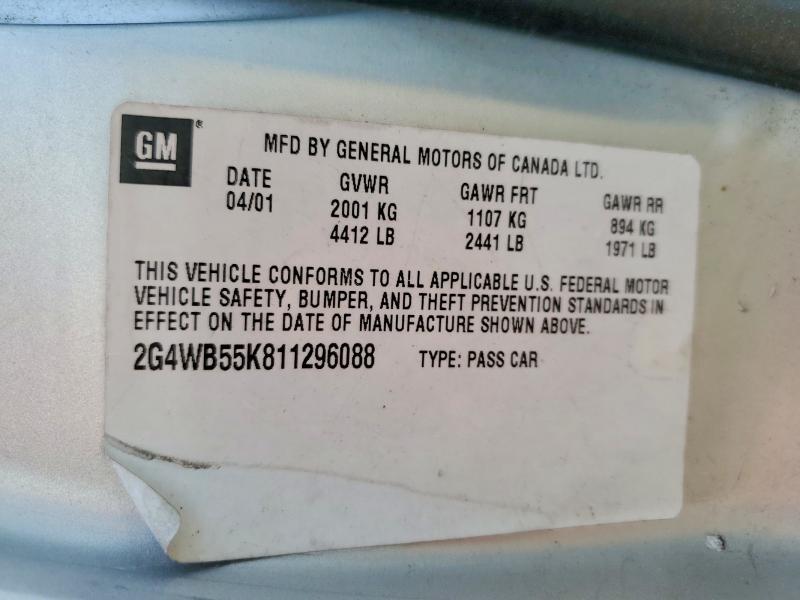 GM®
MFD BY GENERAL MOTORS OF CANADA LTD.
DATE GVWR GAWR FRT GAWR RR
04/01 2001 KG 1107 KG 894 KG
4412 LB 2441 LB 1971 LB
THIS VEHICLE CONFORMS TO ALL APPLICABLE U.S. FEDERAL MOTOR
VEHICLE SAFETY, BUMPER, AND THEFT PREVENTION STANDARDS IN
EFFECT ON THE DATE OF MANUFACTURE SHOWN ABOVE.
2G4WB55K811296088 TYPE: PASS CAR